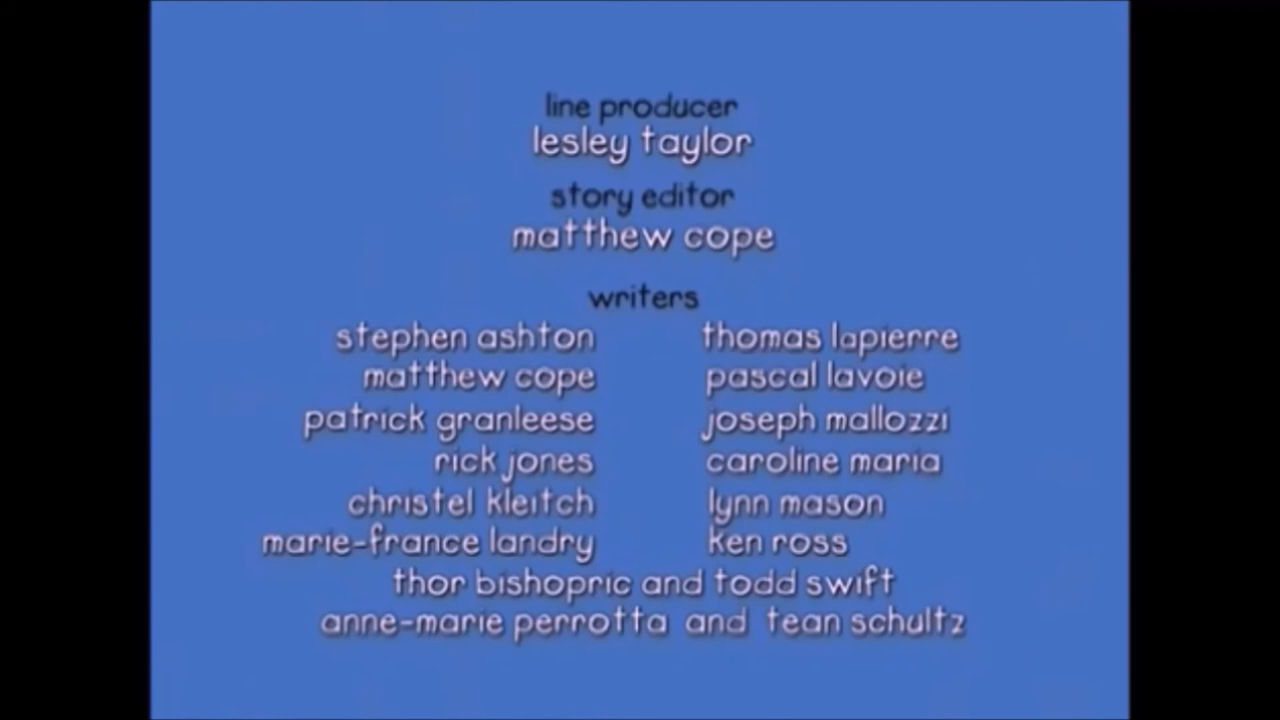 line producer
lesley taylor
story editor
matthew cope
writers
stephen ashton thomas lapierre
matthew cope pascal lavoie
patrick granleese joseph mallozzi
rick jones caroline maria
christel kleitch lynn mason
marie-france landry ken ross
thor bishopric and todd swift
anne-marie perrotta and tean schultz